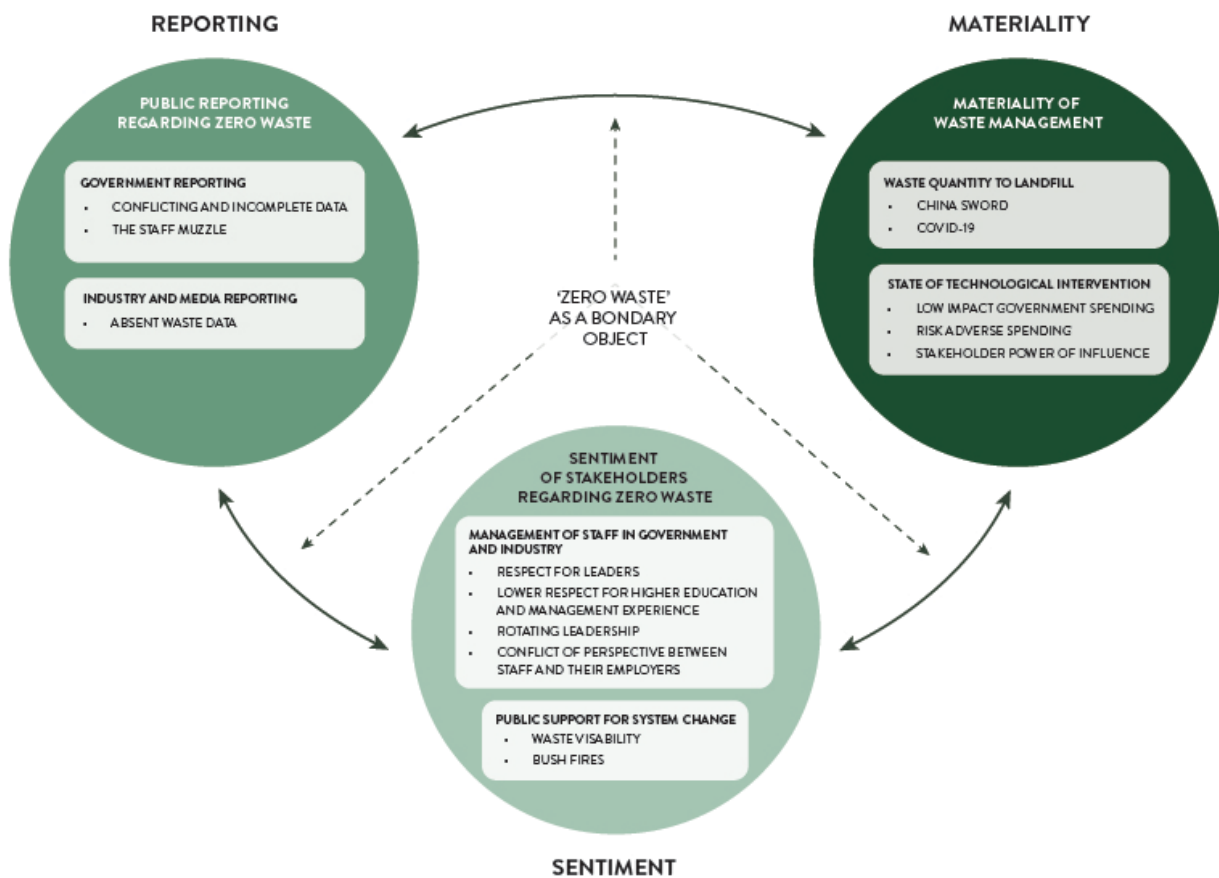 REPORTING
PUBLIC REPORTING
REGARDING ZERO WASTE
GOVERNMENT REPORTING
• CONFLICTING AND INCOMPLETE DATA
• THE STAFF MUZZLE
INDUSTRY AND MEDIA REPORTING
• ABSENT WASTE DATA
MATERIALITY
MATERIALITY OF
WASTE MANAGEMENT
WASTE QUANTITY TO LANDFILL
• CHINA SWORD
• COVID-19
STATE OF TECHNOLOGICAL INTERVENTION
• LOW IMPACT GOVERNMENT SPENDING
• RISK ADVERSE SPENDING
• STAKEHOLDER POWER OF INFLUENCE
‘ZERO WASTE’
AS A BONDARY
OBJECT
SENTIMENT
OF STAKEHOLDERS
REGARDING ZERO WASTE
MANAGEMENT OF STAFF IN GOVERNMENT
AND INDUSTRY
• RESPECT FOR LEADERS
• LOWER RESPECT FOR HIGHER EDUCATION
AND MANAGEMENT EXPERIENCE
• ROTATING LEADERSHIP
• CONFLICT OF PERSPECTIVE BETWEEN
STAFF AND THEIR EMPLOYERS
PUBLIC SUPPORT FOR SYSTEM CHANGE
• WASTE VISABILITY
• BUSH FIRES
SENTIMENT